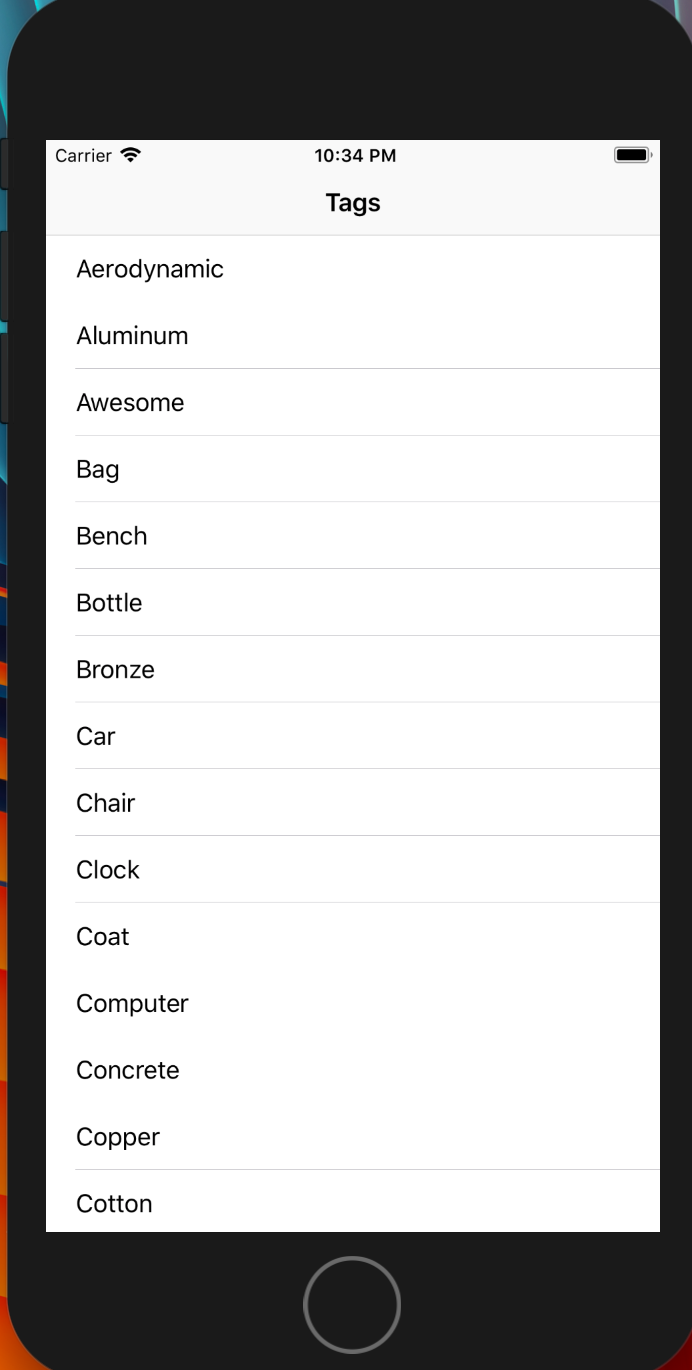 Carrier 10:34 PM
Tags
Aerodynamic
Aluminum
Awesome
Bag
Bench
Bottle
Bronze
Car
Chair
Clock
Coat
Computer
Concrete
Copper
Cotton